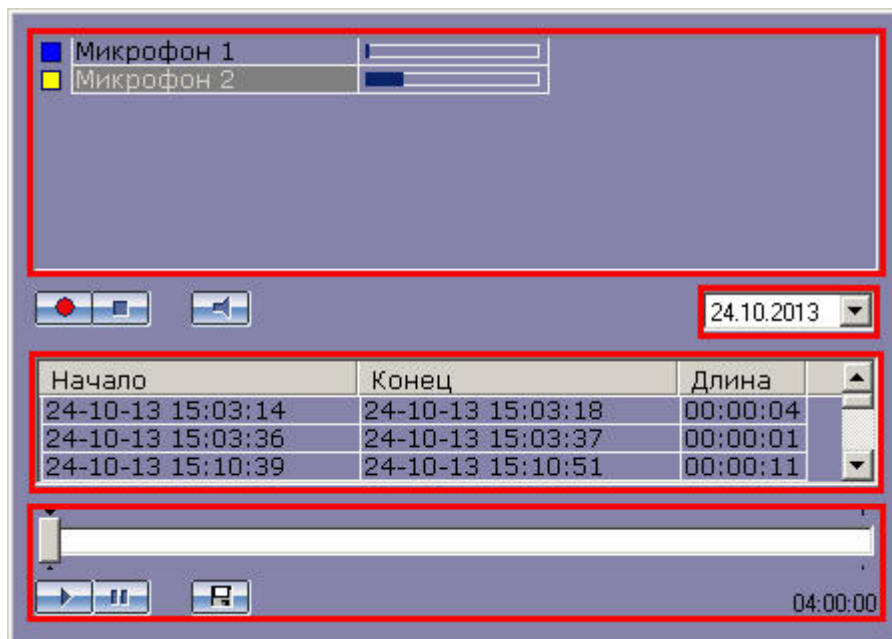 Микрофон 1
Микрофон 2
24.10.2013
Начало Конец Длина
24-10-13 15:03:14 24-10-13 15:03:18 00:00:04
24-10-13 15:03:36 24-10-13 15:03:37 00:00:01
24-10-13 15:10:39 24-10-13 15:10:51 00:00:11
04:00:00